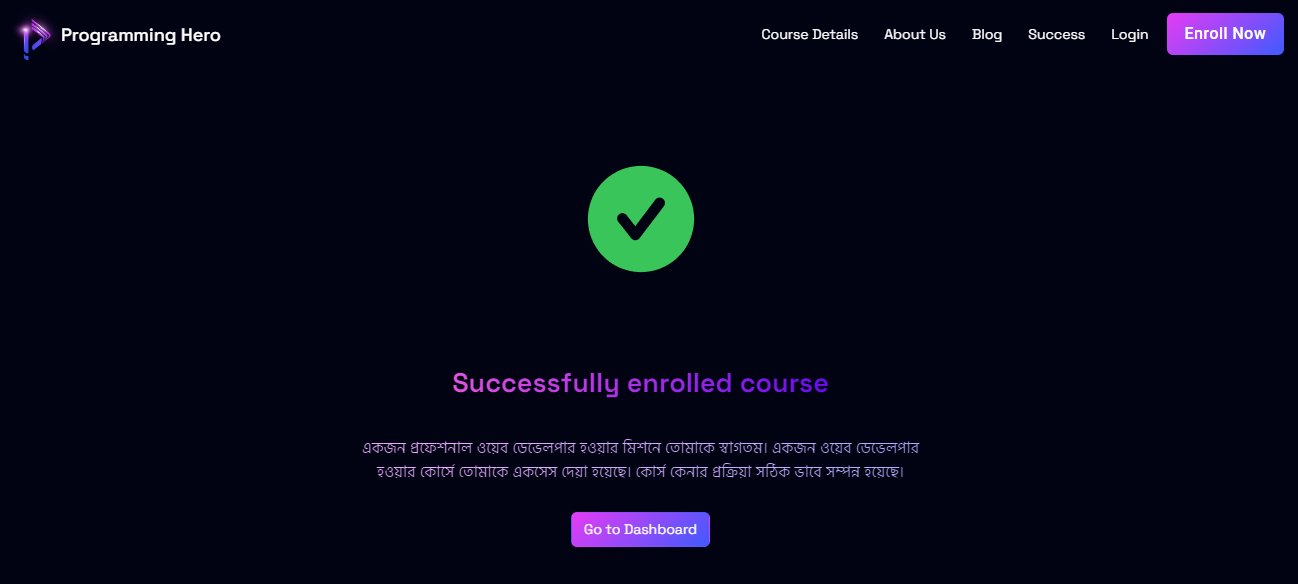 Programming Hero
Course Details
About Us
Blog
Success
Login
Enroll Now
Successfully enrolled course
একজন প্রফেশনাল ওয়েব ডেভেলপার হওয়ার মিশনে তোমাকে স্বাগতম। একজন ওয়েব ডেভেলপার
হওয়ার কোর্সে তোমাকে একসেস দেয়া হয়েছে। কোর্স কেনার প্রক্রিয়া সঠিক ভাবে সম্পন্ন হয়েছে।
Go to Dashboard